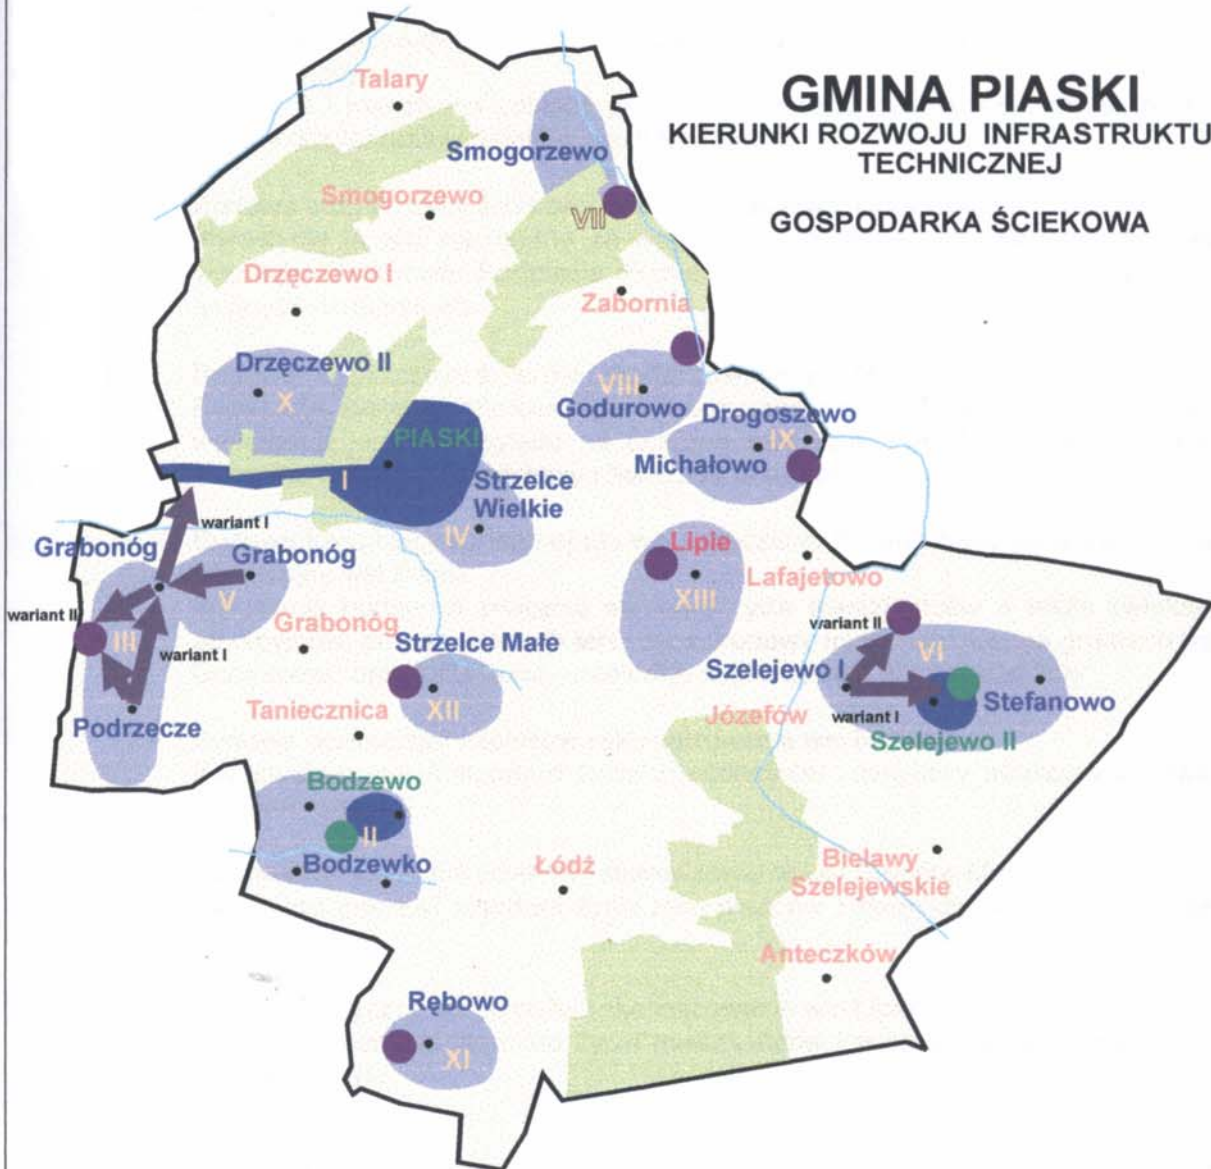 GMINA PIASKI
KIERUNKI ROZWOJU INFRASTRUKTU
TECHNICZNEJ
GOSPODARKA ŚCIEKOWA
Talary
Smogorzewo
Smogorzewo
VII
Drzęczewo I
Zabornia
Drzęczewo II
X
VIII
Godurowo
Drogoszewo
IX
Michałowo
PIASKI
I
Strzelce
Wielkie
IV
wariant I
Grabonóg
Grabonóg
V
Lipie
XIII
Lafajetowo
wariant II
III
wariant I
Grabonóg
Strzelce Małe
XII
wariant II
VI
Szelejewo I
Stefanowo
wariant I
Szelejewo II
Podrzecze
Taniecznica
Józefów
Bodzewo
II
Bodzewko
Łódź
Bielawy
Szelejewskie
Anteczków
Rębowo
XI